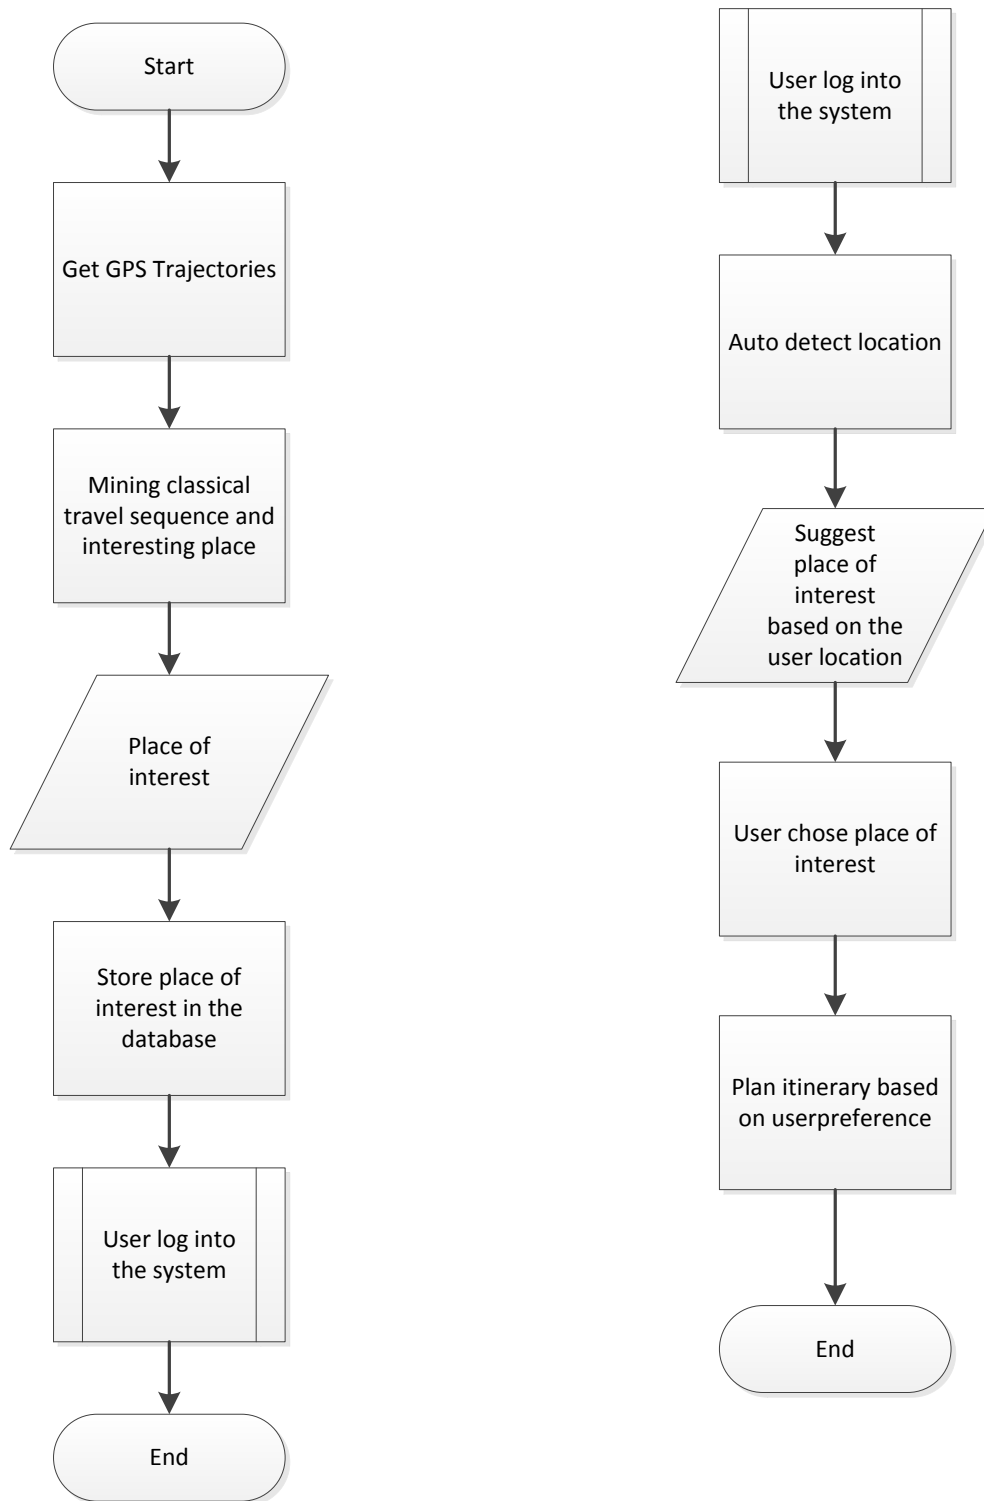 Start
Get GPS Trajectories
Mining classical
travel sequence and
interesting place
Place of
interest
Store place of
interest in the
database
User log into
the system
End
User log into
the system
Auto detect location
Suggest
place of
interest
based on the
user location
User chose place of
interest
Plan itinerary based
on userpreference
End